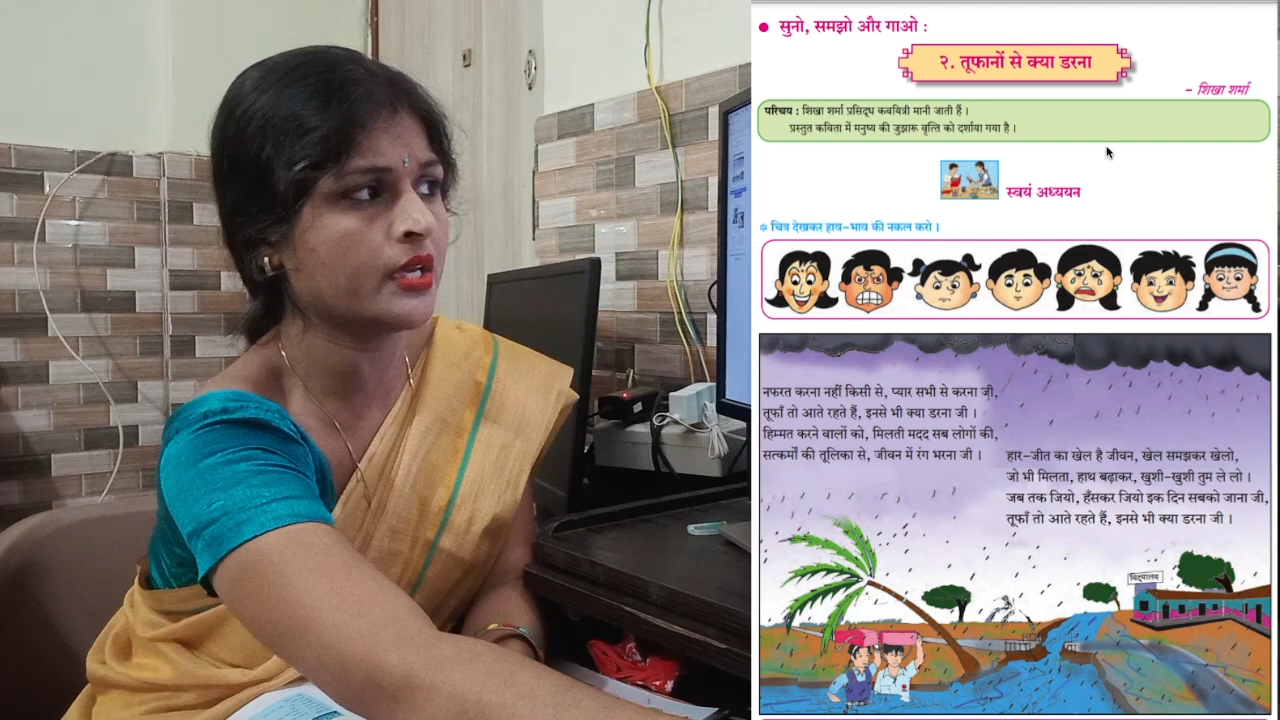 ● सुनो, समझो और गाओ :
२. तूफानों से क्या डरना
– शिखा शर्मा
परिचय : शिखा शर्मा प्रसिद्ध कवयित्री मानी जाती हैं ।
प्रस्तुत कविता में मनुष्य की जुझारू वृत्ति को दर्शाया गया है ।
स्वयं अध्ययन
❊ चित्र देखकर हाव-भाव की नकल करो ।
नफरत करना नहीं किसी से, प्यार सभी से करना जी,
तूफाँ तो आते रहते हैं, इनसे भी क्या डरना जी ।
हिम्मत करने वालों को, मिलती मदद सब लोगों की,
सत्कर्मों की तूलिका से, जीवन में रंग भरना जी ।
हार-जीत का खेल है जीवन, खेल समझकर खेलो,
जो भी मिलता, हाथ बढ़ाकर, खुशी-खुशी तुम ले लो ।
जब तक जियो, हँसकर जियो इक दिन सबको जाना जी,
तूफाँ तो आते रहते हैं, इनसे भी क्या डरना जी ।
विद्यालय